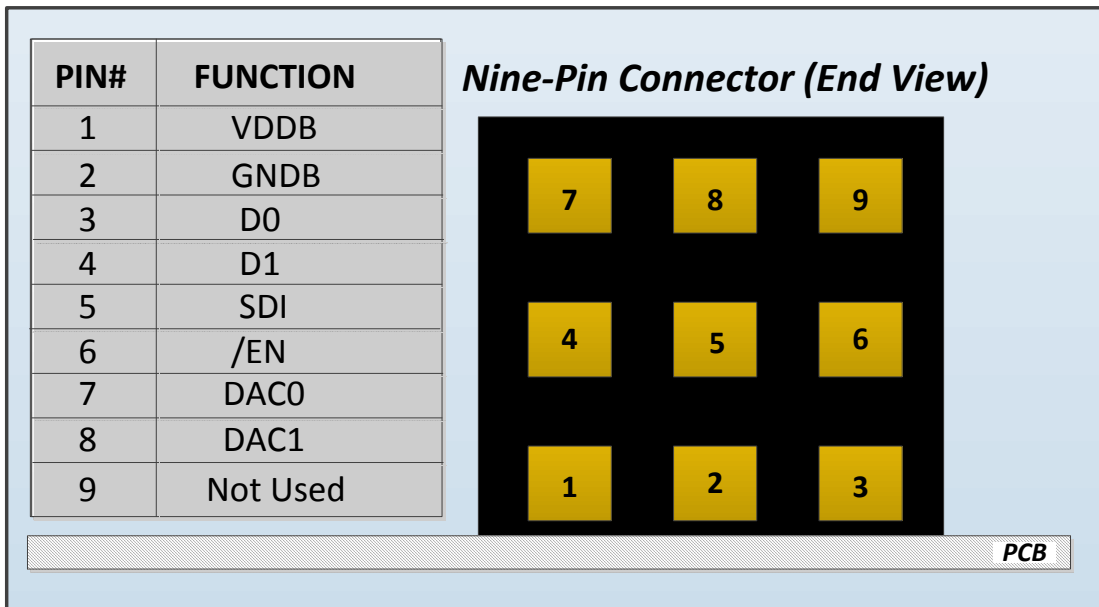 PIN# FUNCTION
1 VDDB
2 GNDB
3 D0
4 D1
5 SDI
6 /EN
7 DAC0
8 DAC1
9 Not Used
Nine-Pin Connector (End View)
7 8 9
4 5 6
1 2 3
PCB